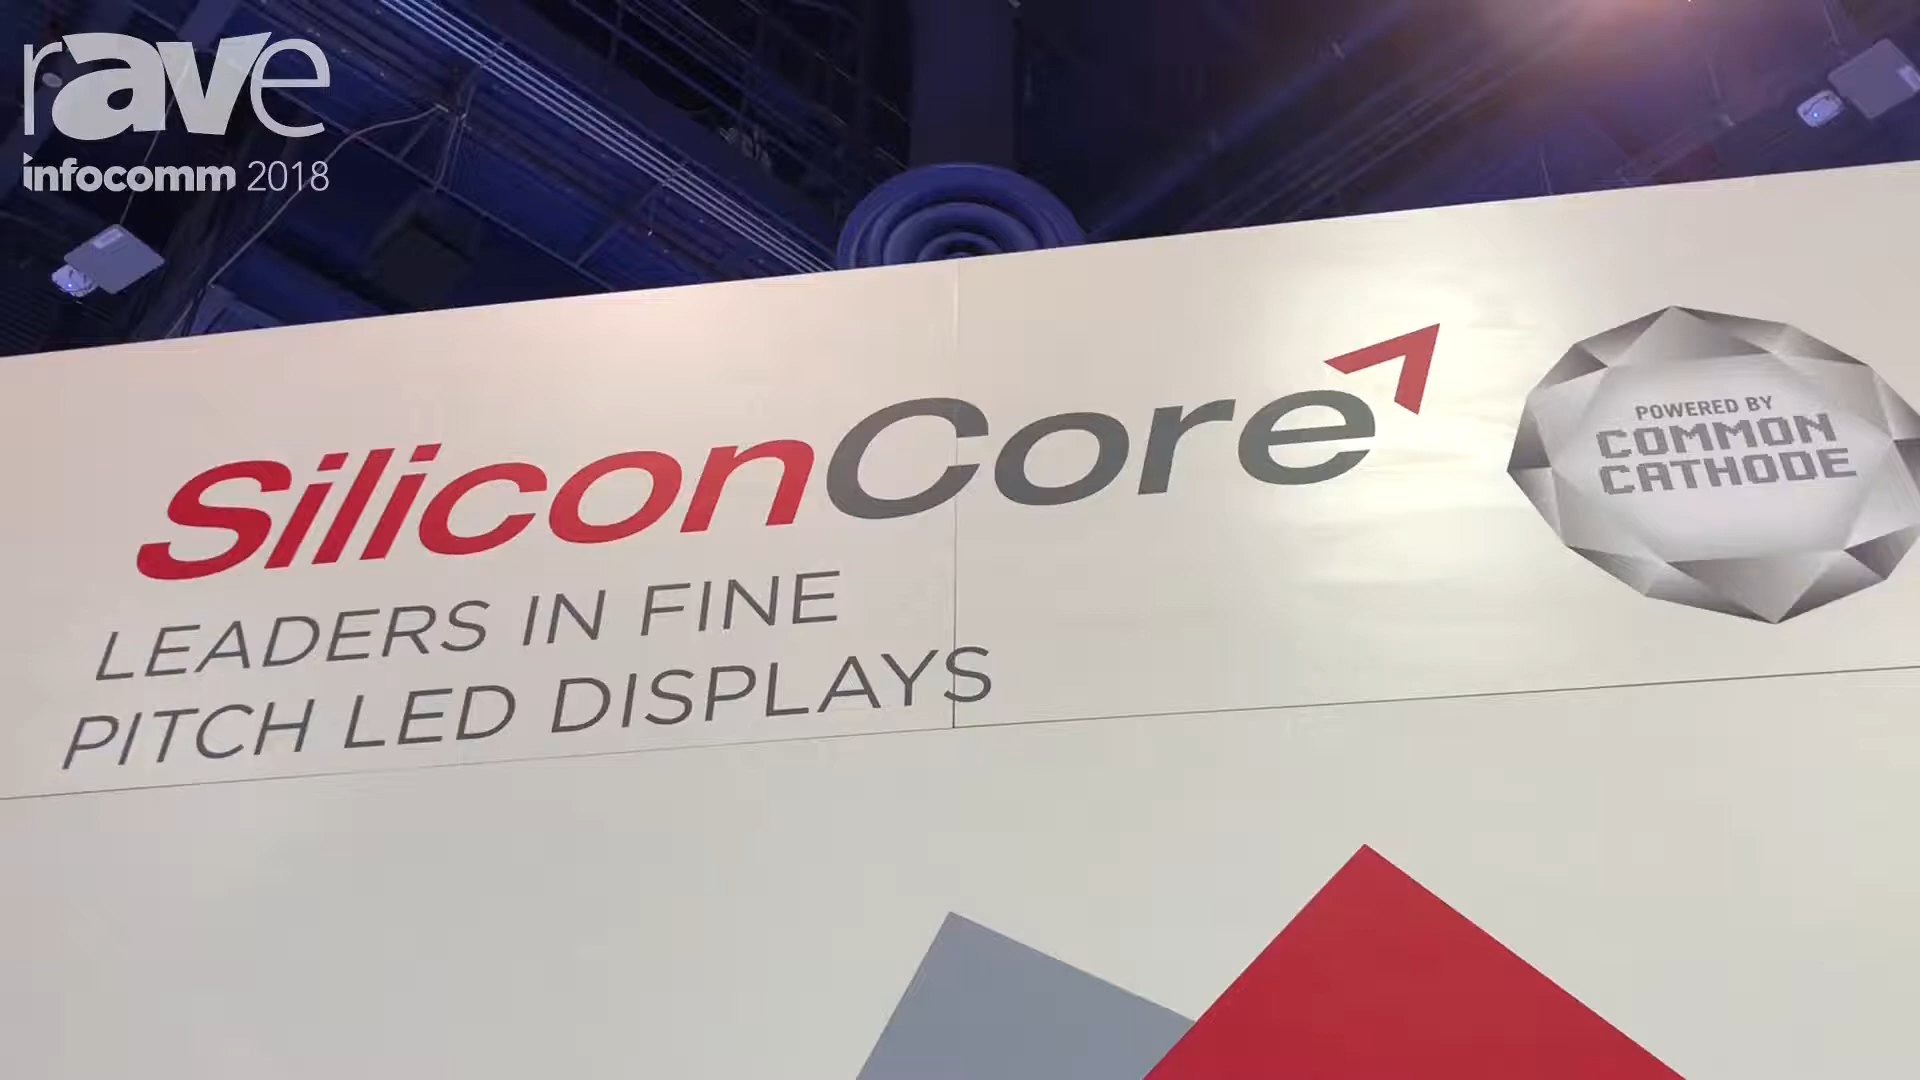 rave
infocomm 2018
SiliconCore
LEADERS IN FINE
PITCH LED DISPLAYS
POWERED BY
COMMON
CATHODE